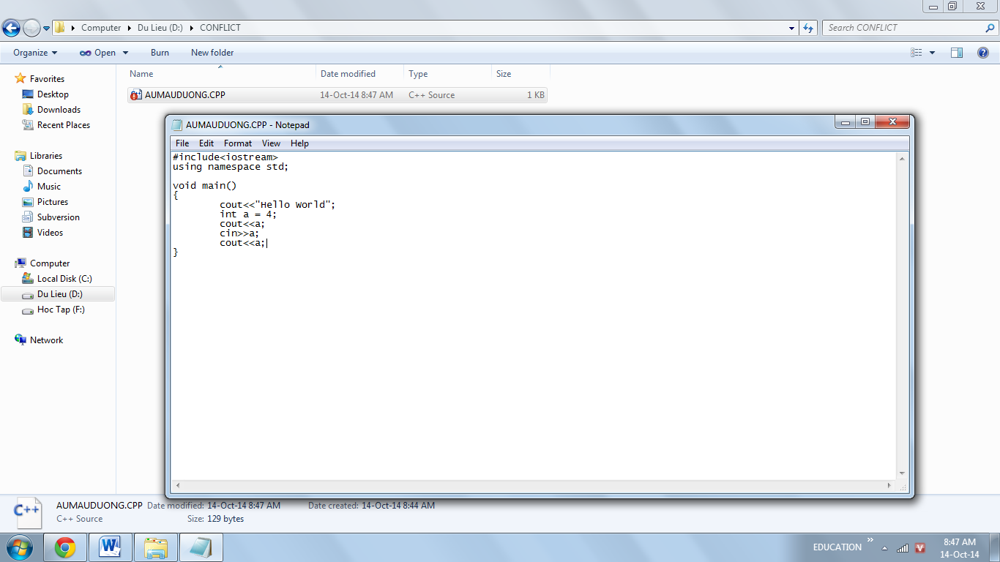 Computer ▸ Du Lieu (D:) ▸ CONFLICT
Search CONFLICT
Organize Open Burn New folder
Name Date modified Type Size
AUMAUDUONG.CPP 14-Oct-14 8:47 AM C++ Source 1 KB
Favorites
Desktop
Downloads
Recent Places
Libraries
Documents
Music
Pictures
Subversion
Videos
Computer
Local Disk (C:)
Du Lieu (D:)
Hoc Tap (F:)
Network
AUMAUDUONG.CPP - Notepad
File Edit Format View Help
#include<iostream>
using namespace std;
void main()
{
cout<<"Hello World";
int a = 4;
cout<<a;
cin>>a;
cout<<a;
}
C++
AUMAUDUONG.CPP Date modified: 14-Oct-14 8:47 AM Date created: 14-Oct-14 8:44 AM
C++ Source Size: 129 bytes
EDUCATION
8:47 AM
14-Oct-14